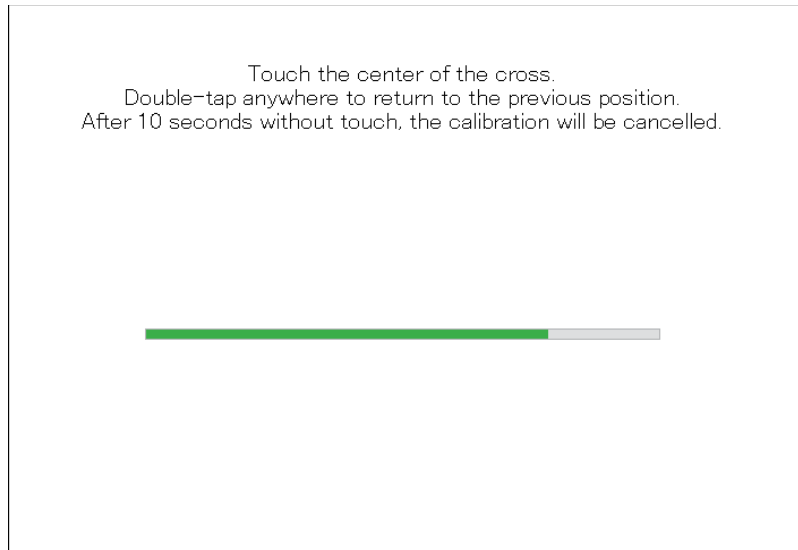 Touch the center of the cross.
Double-tap anywhere to return to the previous position.
After 10 seconds without touch, the calibration will be cancelled.